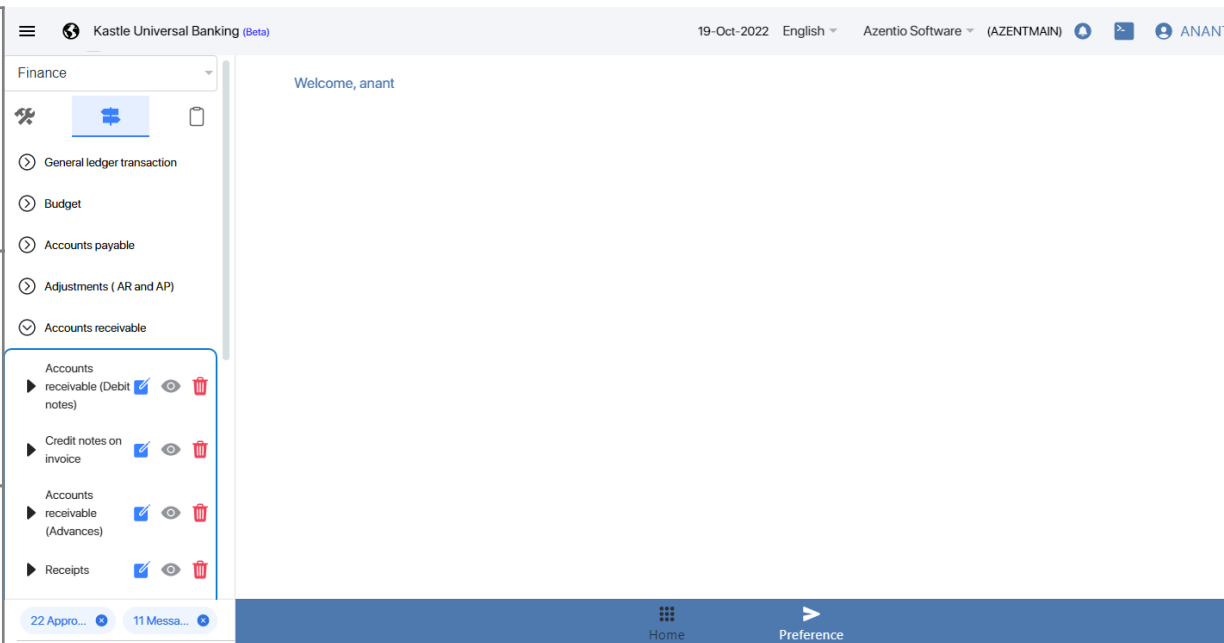 Kastle Universal Banking (Beta)
19-Oct-2022 English Azentio Software (AZENTMAIN) ANANT
Finance
Welcome, anant
General ledger transaction
Budget
Accounts payable
Adjustments ( AR and AP)
Accounts receivable
Accounts
receivable (Debit
notes)
Credit notes on
invoice
Accounts
receivable
(Advances)
Receipts
22 Appro...
11 Messa...
Home
Preference